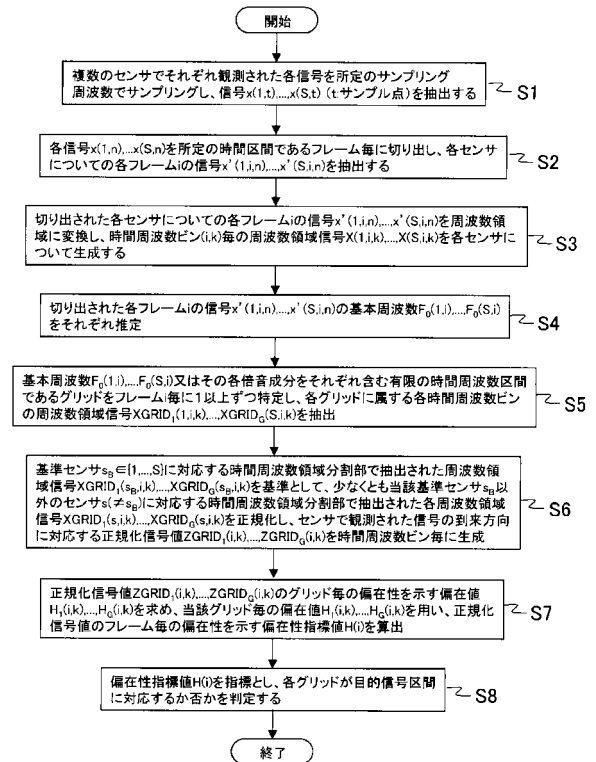 開始
複数のセンサでそれぞれ観測された各信号を所定のサンプリング
周波数でサンプリングし、信号x(1,t),...,x(S,t) (t:サンプル点)を抽出する
S1
各信号x(1,n),...x(S,n)を所定の時間区間であるフレーム毎に切り出し、各センサ
についての各フレームiの信号x'(1,i,n),...,x'(S,i,n)を抽出する
S2
切り出された各センサについての各フレームiの信号x'(1,i,n),...,x'(S,i,n)を周波数領
域に変換し、時間周波数ビン(i,k)毎の周波数領域信号X(1,i,k),...,X(S,i,k)を各センサに
ついて生成する
S3
切り出された各フレームiの信号x'(1,i,n),...,x'(S,i,n)の基本周波数F₀(1,i),...,F₀(S,i)
をそれぞれ推定
S4
基本周波数F₀(1,i),...,F₀(S,i)又はその各倍音成分をそれぞれ含む有限の時間周波数区間
であるグリッドをフレームi毎に1以上ずつ特定し、各グリッドに属する各時間周波数ビン
の周波数領域信号XGRID₁(1,i,k),...,XGRID_G(S,i,k)を抽出
S5
基準センサs_B∈{1,...,S}に対応する時間周波数領域分割部で抽出された周波数領
域信号XGRID₁(s_B,i,k),...,XGRID_G(s_B,i,k)を基準として、少なくとも当該基準センサs_B以
外のセンサs(≠s_B)に対応する時間周波数領域分割部で抽出された各周波数領域
信号XGRID₁(s,i,k),...,XGRID_G(s,i,k)を正規化し、センサで観測された信号の到来方向
に対応する正規化信号値ZGRID₁(i,k),...,ZGRID_G(i,k)を時間周波数ビン毎に生成
S6
正規化信号値ZGRID₁(i,k),...,ZGRID_G(i,k)のグリッド毎の偏在性を示す偏在値
H₁(i,k),...,H_G(i,k)を求め、当該グリッド毎の偏在値H₁(i,k),...,H_G(i,k)を用い、正規化
信号値のフレーム毎の偏在性を示す偏在性指標値H(i)を算出
S7
偏在性指標値H(i)を指標とし、各グリッドが目的信号区間
に対応するか否かを判定する
S8
終了